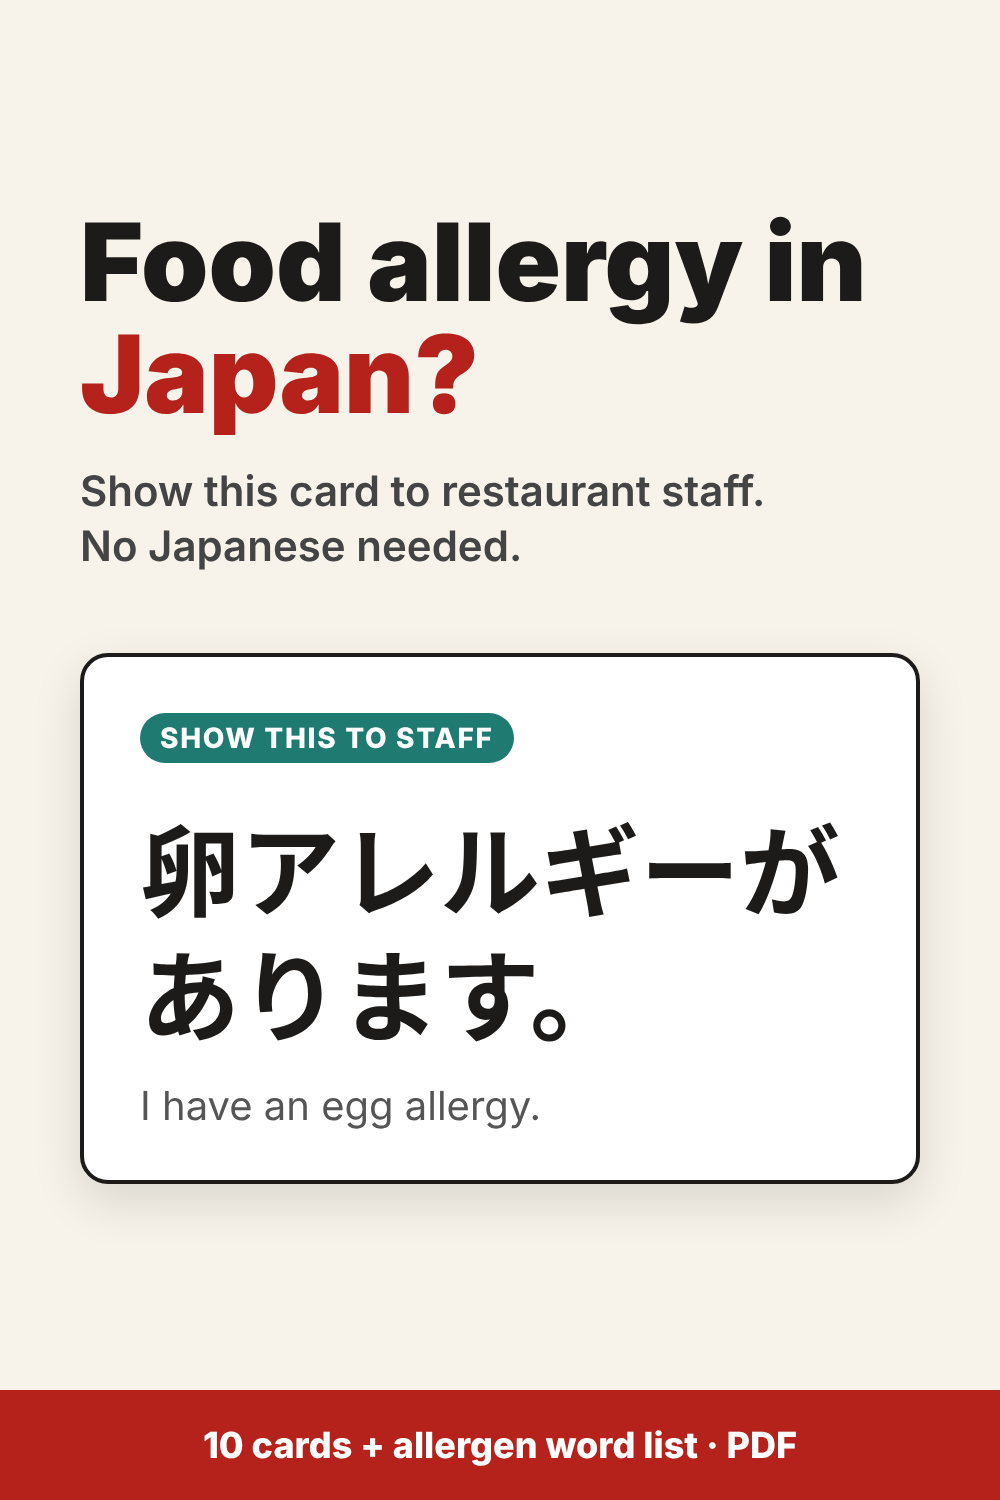 Food allergy in
Japan?
Show this card to restaurant staff.
No Japanese needed.
SHOW THIS TO STAFF
卵アレルギーが
あります。
I have an egg allergy.
10 cards + allergen word list · PDF